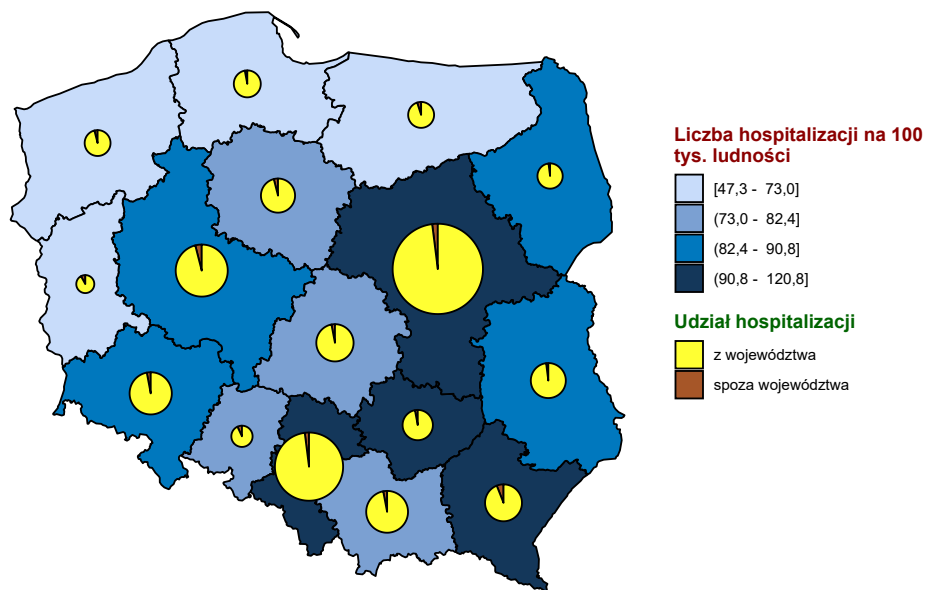 Liczba hospitalizacji na 100
tys. ludności
[47,3 - 73,0]
(73,0 - 82,4]
(82,4 - 90,8]
(90,8 - 120,8]
Udział hospitalizacji
z województwa
spoza województwa